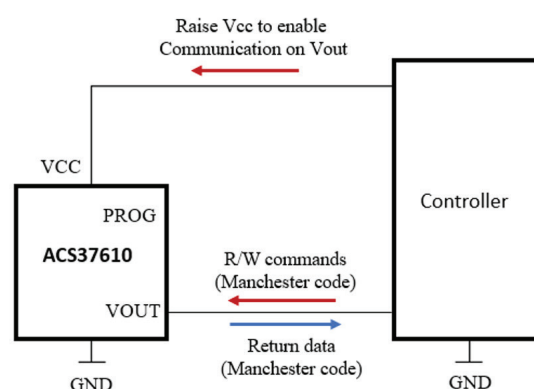 Raise Vcc to enable
Communication on Vout
VCC
PROG
ACS37610
VOUT
GND
Controller
R/W commands
(Manchester code)
Return data
(Manchester code)
GND